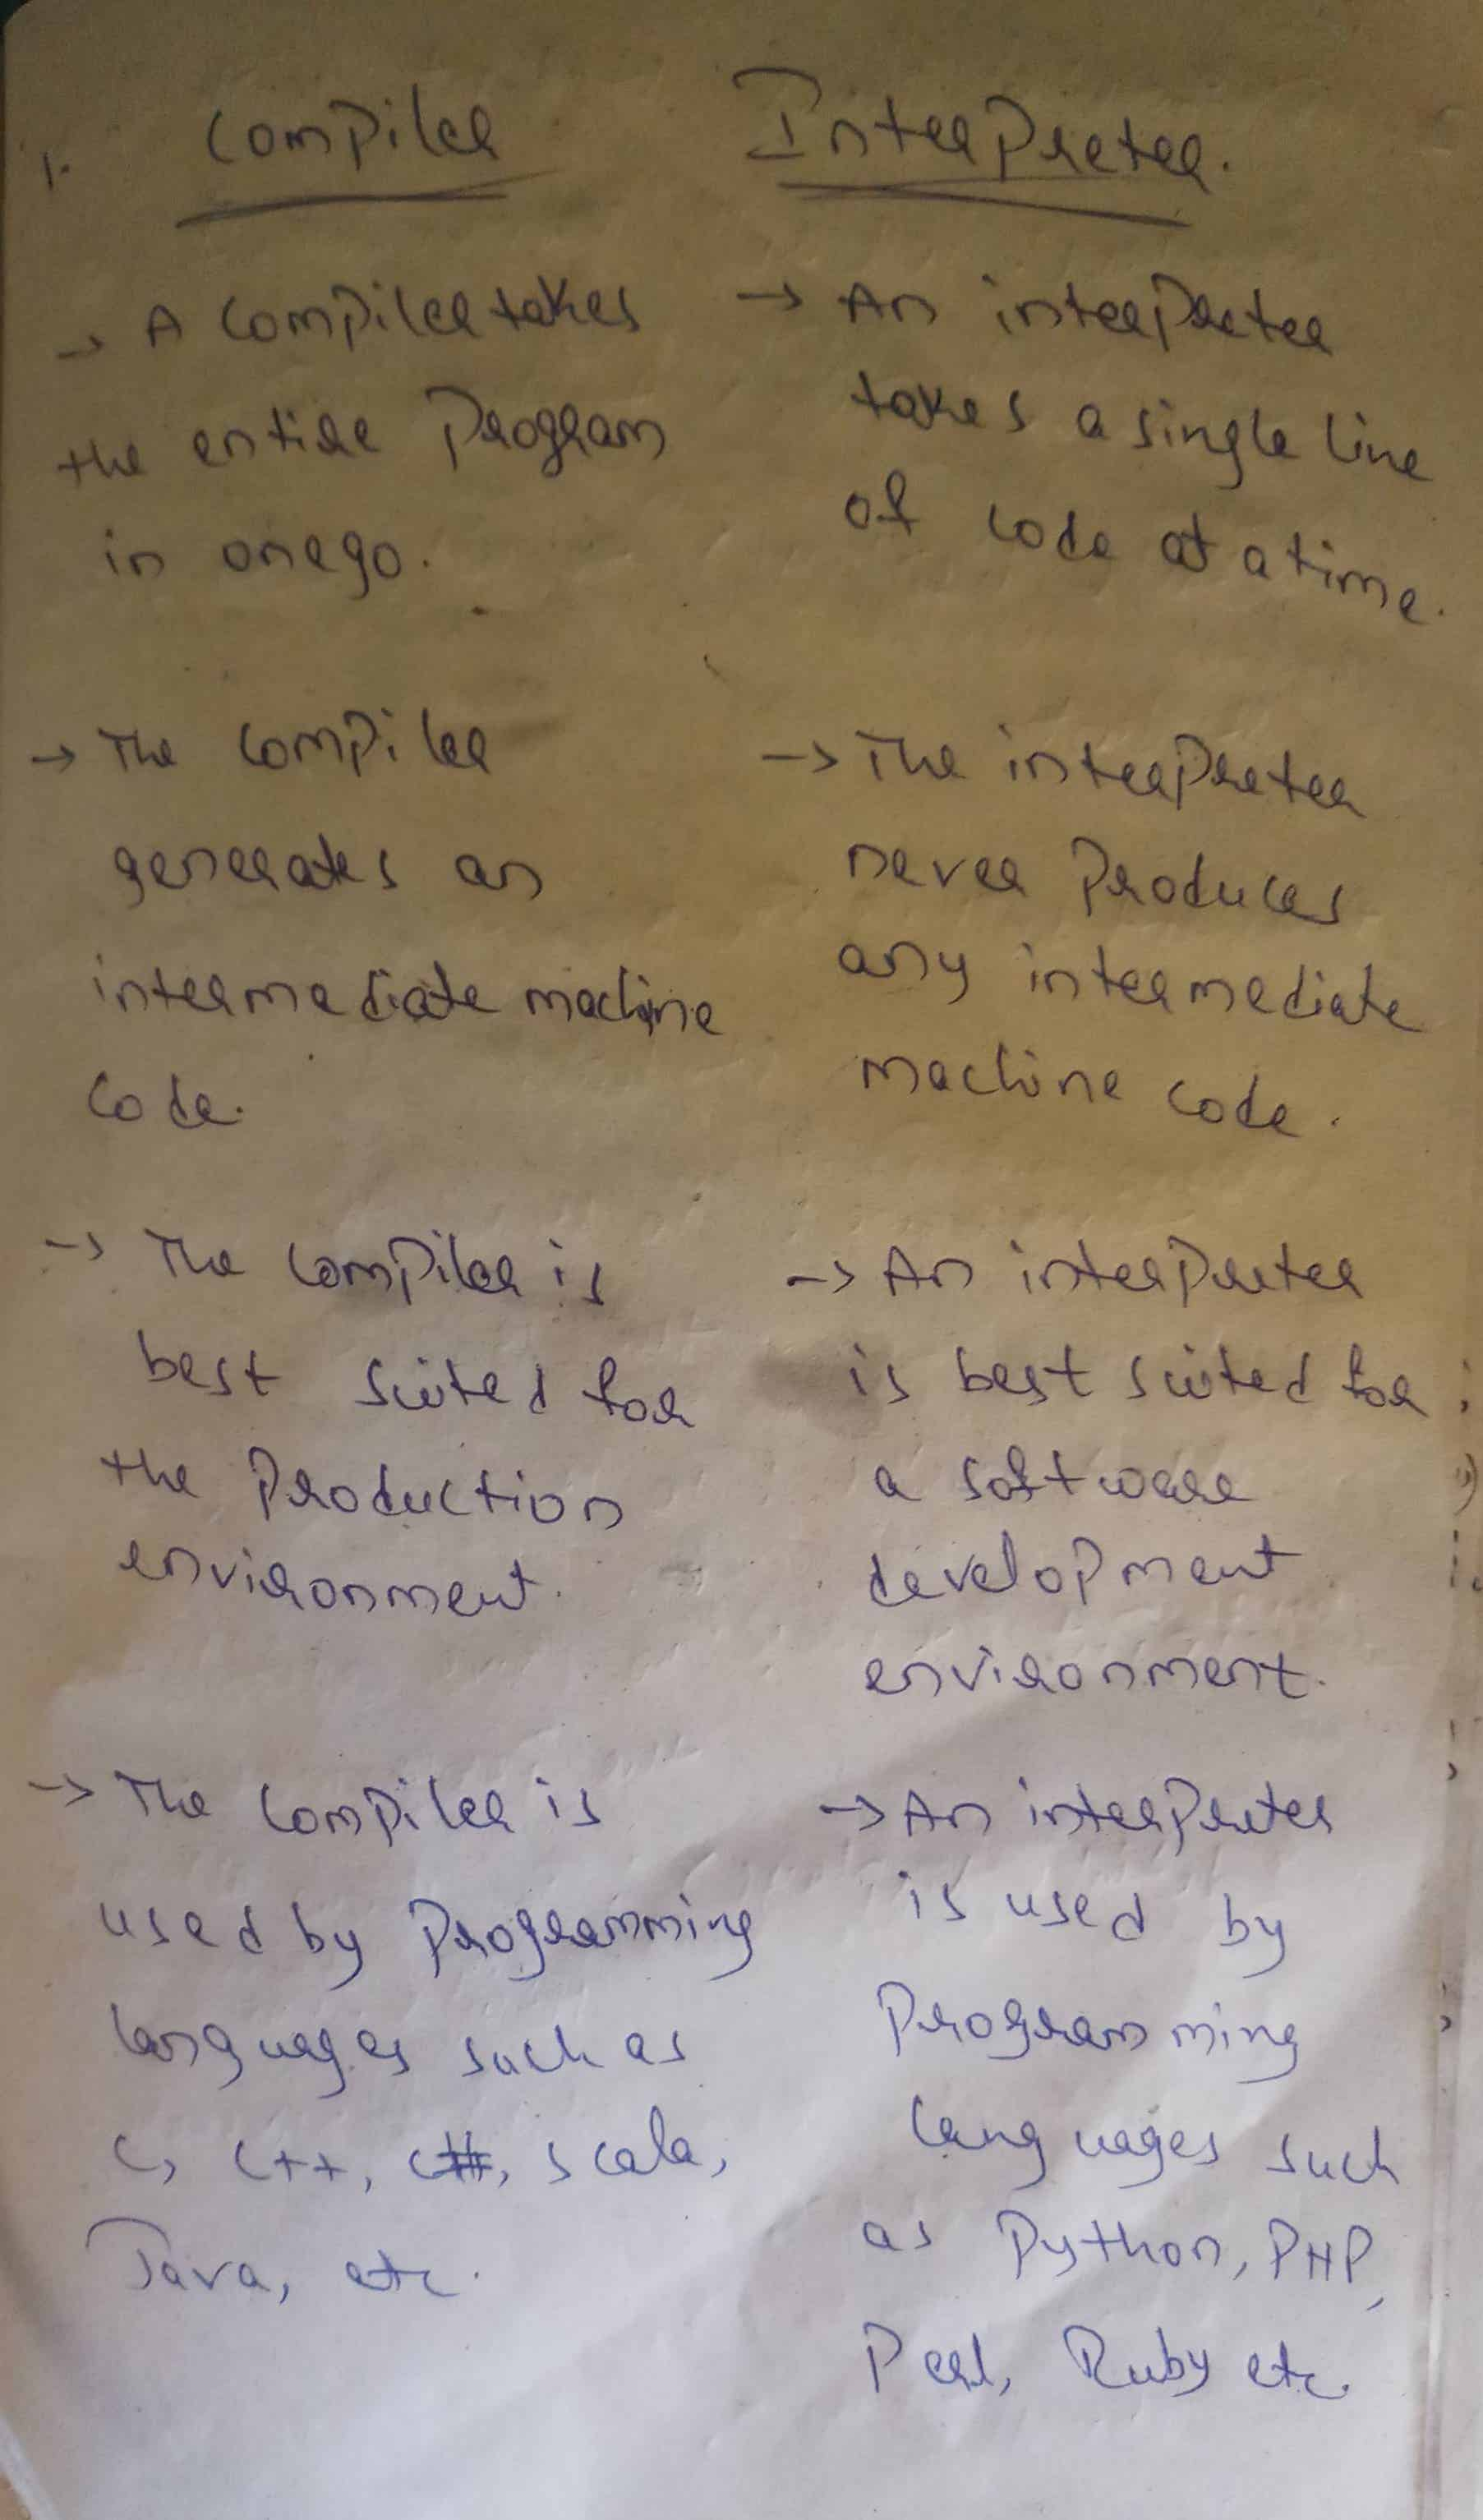 1. Compiler
→ A compiler takes
the entire Program
in onego.
→ The compiler
generates an
intermediate machine
code.
→ The compiler is
best suited for
the Production
environment.
→ The compiler is
used by Programming
languages such as
C, C++, C#, scala,
Java, etc.
Interpreter.
→ An interpreter
takes a single line
of code at a time.
→ The interpreter
never Produces
any intermediate
machine code.
→ An interpreter
is best suited for
a software
development
environment.
→ An interpreter
is used by
Programming
languages such
as Python, PHP,
Perl, Ruby etc.